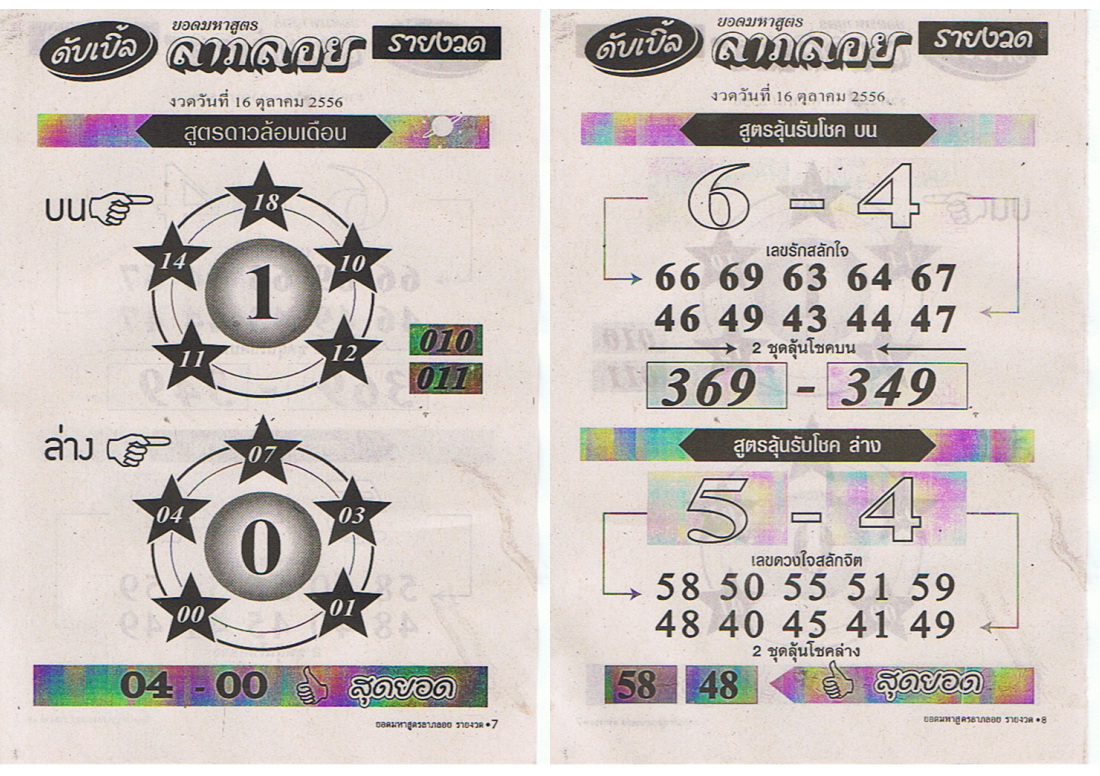 ดับเบิ้ล
ยอดมหาสูตร
ลาภลอย
รายงวด
งวดวันที่ 16 ตุลาคม 2556
สูตรดาวล้อมเดือน
บน
18
14
10
1
11
12
010
011
ล่าง
07
04
03
0
00
01
04 - 00 สุดยอด
ยอดมหาสูตรลาภลอย รายงวด •7
ดับเบิ้ล
ยอดมหาสูตร
ลาภลอย
รายงวด
งวดวันที่ 16 ตุลาคม 2556
สูตรลุ้นรับโชค บน
6 - 4
เลขรักสลักใจ
66 69 63 64 67
46 49 43 44 47
2 ชุดลุ้นโชคบน
369 - 349
สูตรลุ้นรับโชค ล่าง
5 - 4
เลขดวงใจสลักจิต
58 50 55 51 59
48 40 45 41 49
2 ชุดลุ้นโชคล่าง
58 48 สุดยอด
ยอดมหาสูตรลาภลอย รายงวด •8